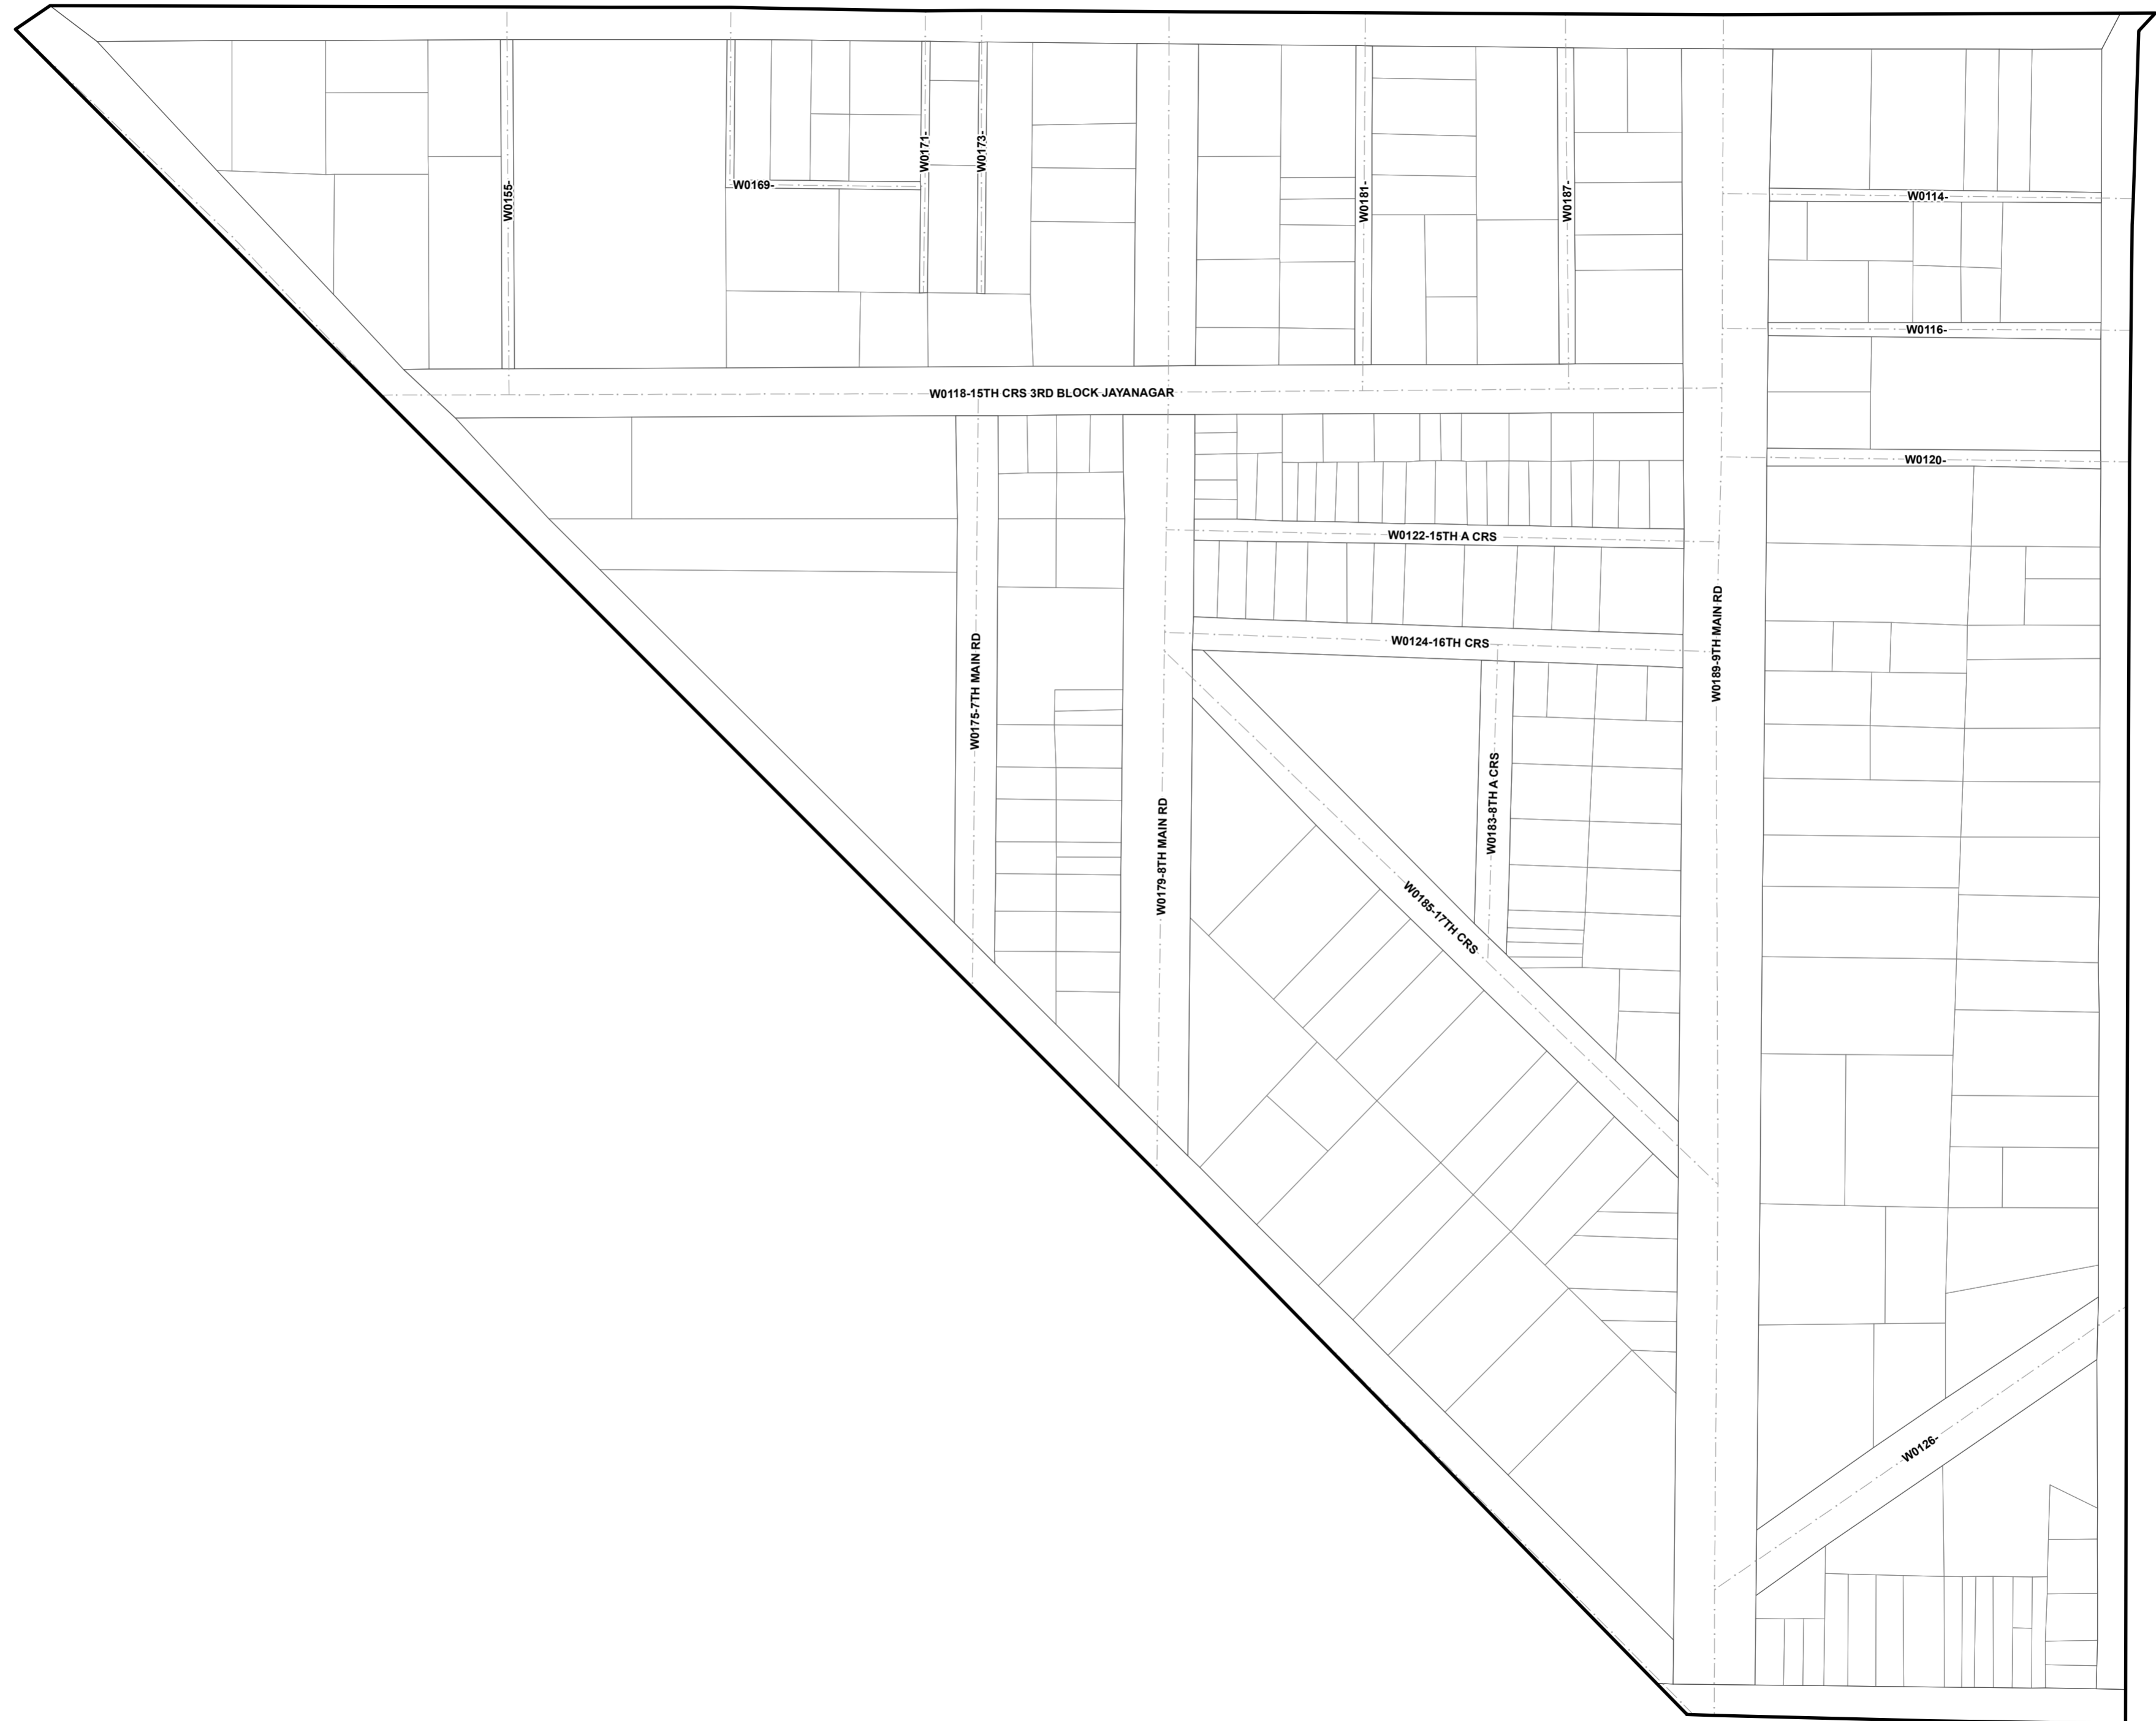 W0171-
W0173-
W0169-
W0155-
W0181-
W0187-
W0114-
W0116-
W0118-15TH CRS 3RD BLOCK JAYANAGAR
W0120-
W0122-15TH A CRS
W0124-16TH CRS
W0175-7TH MAIN RD
W0189-9TH MAIN RD
W0183-8TH A CRS
W0179-8TH MAIN RD
W0185-17TH CRS
W0126-